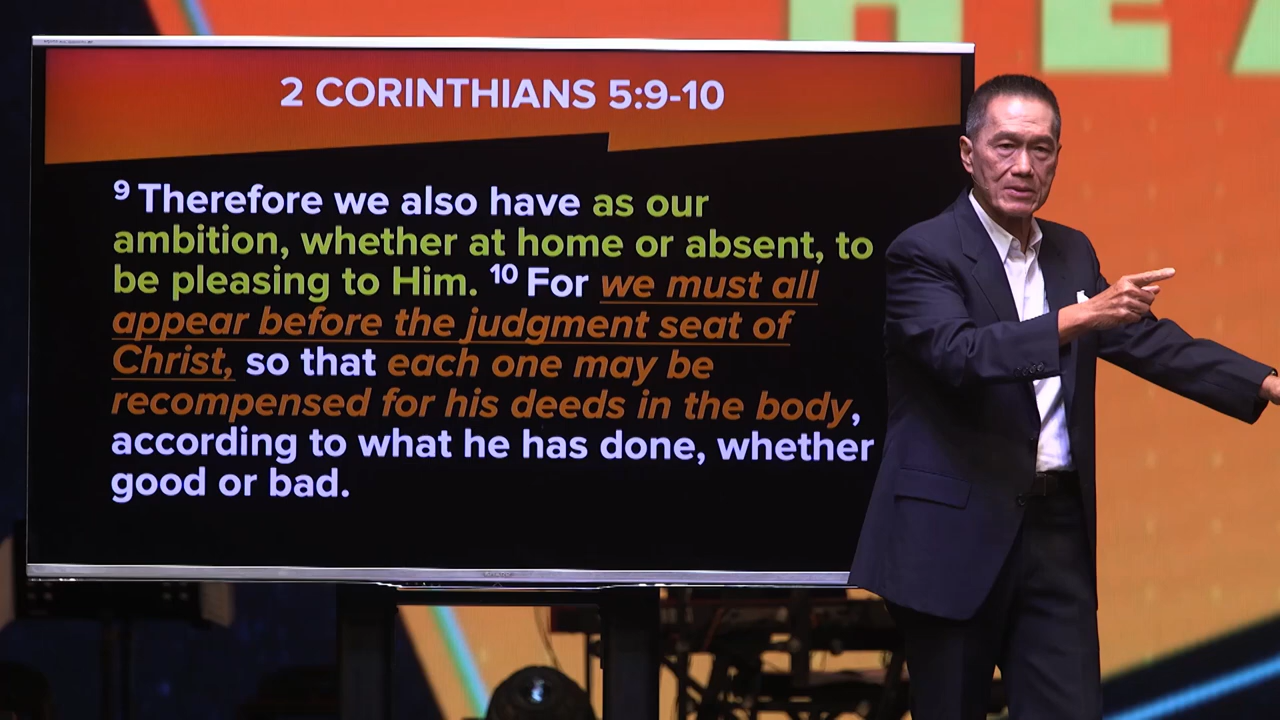 HEA
2 CORINTHIANS 5:9-10
9 Therefore we also have as our
ambition, whether at home or absent, to
be pleasing to Him. 10 For we must all
appear before the judgment seat of
Christ, so that each one may be
recompensed for his deeds in the body,
according to what he has done, whether
good or bad.